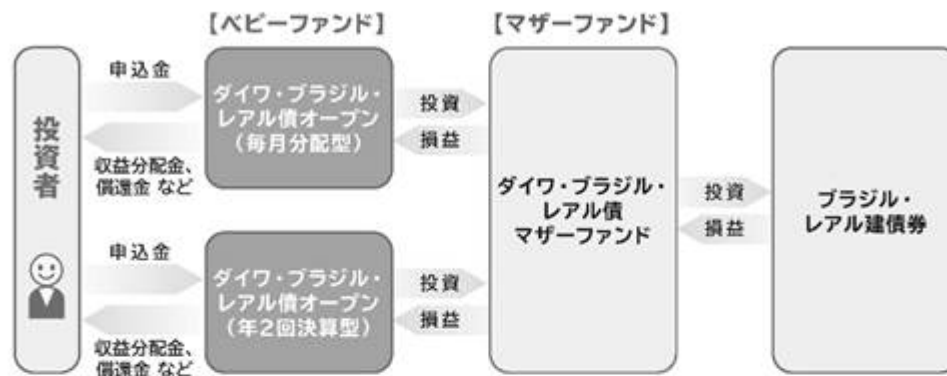 【ベビーファンド】
【マザーファンド】
投資者
申込金
収益分配金、
償還金 など
ダイワ・ブラジル・
レアル債オープン
（毎月分配型）
投資
損益
申込金
収益分配金、
償還金 など
ダイワ・ブラジル・
レアル債オープン
（年2回決算型）
投資
損益
ダイワ・ブラジル・
レアル債
マザーファンド
投資
損益
ブラジル・
レアル建債券